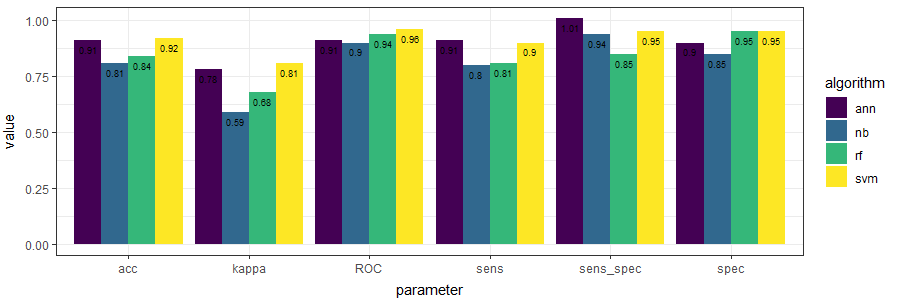 1.00
0.75
0.50
0.25
0.00
value
0.91
0.81
0.84
0.92
0.78
0.59
0.68
0.81
0.91
0.9
0.94
0.96
0.91
0.8
0.81
0.9
1.01
0.94
0.85
0.95
0.9
0.85
0.95
0.95
acc
kappa
ROC
sens
sens_spec
spec
parameter
algorithm
ann
nb
rf
svm